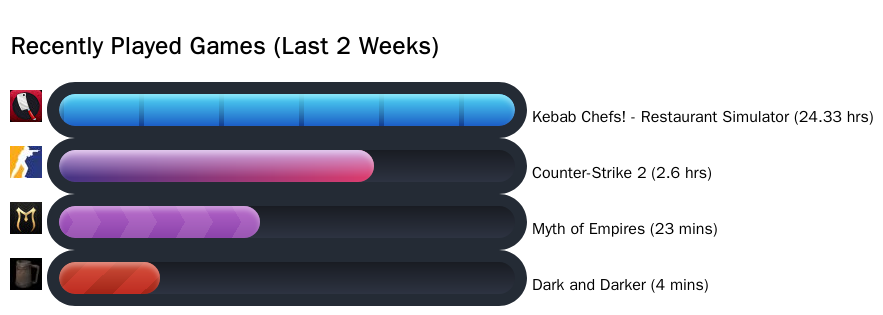 Recently Played Games (Last 2 Weeks)
Kebab Chefs! - Restaurant Simulator (24.33 hrs)
Counter-Strike 2 (2.6 hrs)
Myth of Empires (23 mins)
Dark and Darker (4 mins)